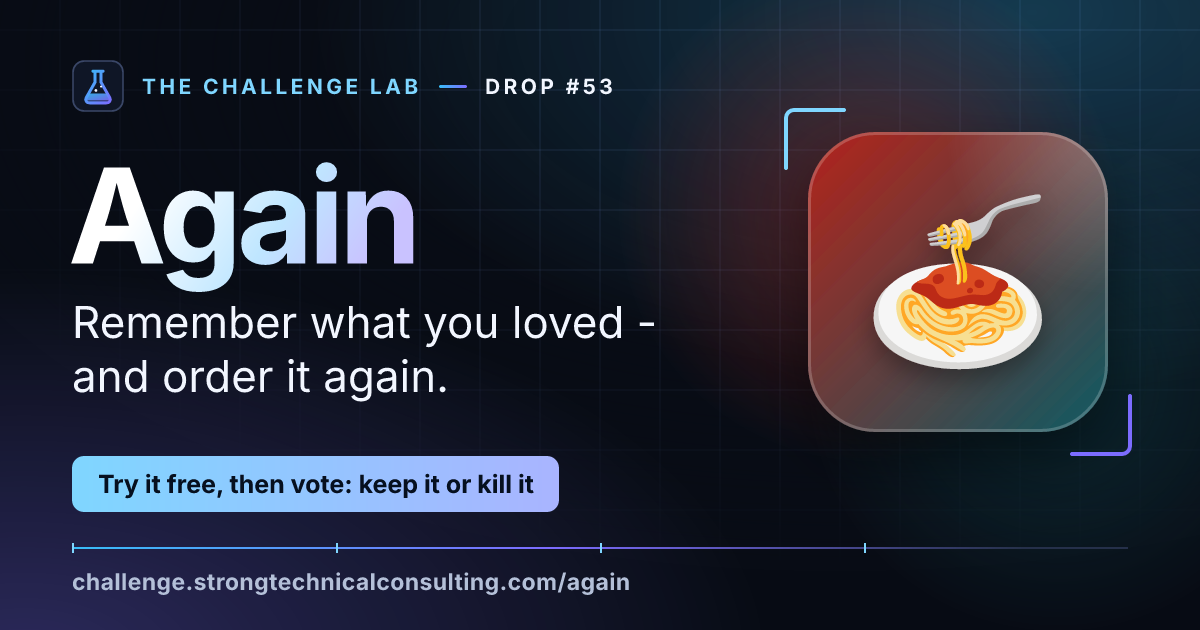 THE CHALLENGE LAB — DROP #53
Again
Remember what you loved -
and order it again.
Try it free, then vote: keep it or kill it
challenge.strongtechnicalconsulting.com/again